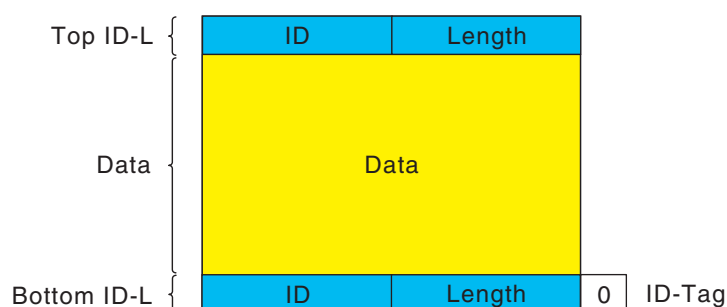 Top ID-L ID Length
Data Data
Bottom ID-L ID Length 0 ID-Tag